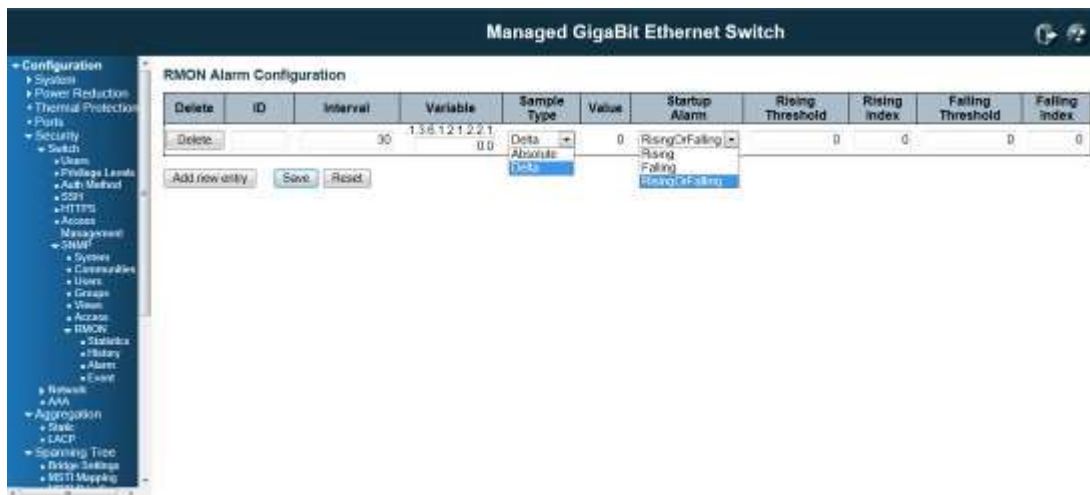 Managed GigaBit Ethernet Switch
Configuration
System
Power Reduction
Thermal Protection
Ports
Security
Switch
Users
Privilege Levels
Auth Method
SSH
HTTPS
Access
Management
SNMP
System
Communities
Users
Groups
Views
Access
RMON
Statistics
History
Alarm
Event
Network
AAA
Aggregation
Static
LACP
Spanning Tree
Bridge Settings
MSTI Mapping
RMON Alarm Configuration
Delete ID Interval Variable Sample Type Value Startup Alarm Rising Threshold Rising Index Falling Threshold Falling Index
Delete 30 1.3.6.1.2.1.2.2.1 0.0 Delta 0 RisingOrFalling 0 0 0 0
Absolute
Delta
Rising
Falling
RisingOrFalling
Add new entry Save Reset